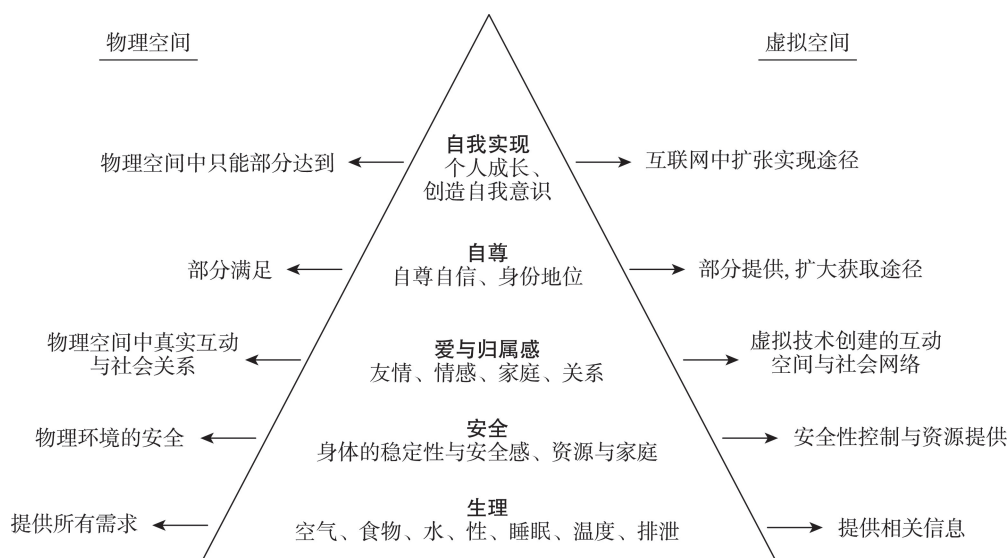 物理空间
虚拟空间
自我实现
个人成长、
创造自我意识
物理空间中只能部分达到
互联网中扩张实现途径
自尊
自尊自信、身份地位
部分满足
部分提供, 扩大获取途径
爱与归属感
友情、情感、家庭、关系
物理空间中真实互动
与社会关系
虚拟技术创建的互动
空间与社会网络
安全
身体的稳定性与安全感、资源与家庭
物理环境的安全
安全性控制与资源提供
生理
空气、食物、水、性、睡眠、温度、排泄
提供所有需求
提供相关信息